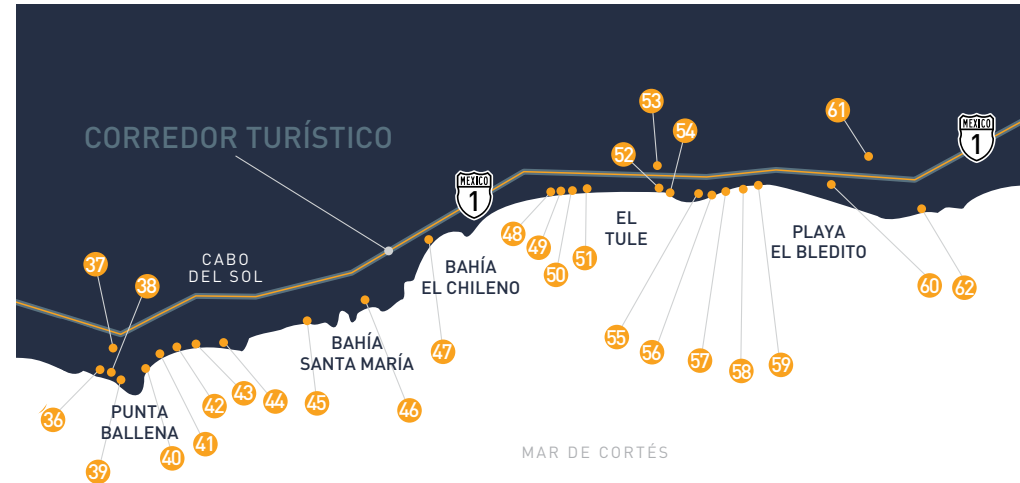 53
61
54
MEXICO
1
CORREDOR TURÍSTICO
52
MEXICO
1
48
49
50
51
EL
TULE
PLAYA
EL BLEDITO
37
38
CABO
DEL SOL
BAHÍA
EL CHILENO
60
62
55
56
57
58
59
BAHÍA
SANTA MARÍA
47
36
PUNTA
BALLENA
39
40
41
42
43
44
45
46
MAR DE CORTÉS